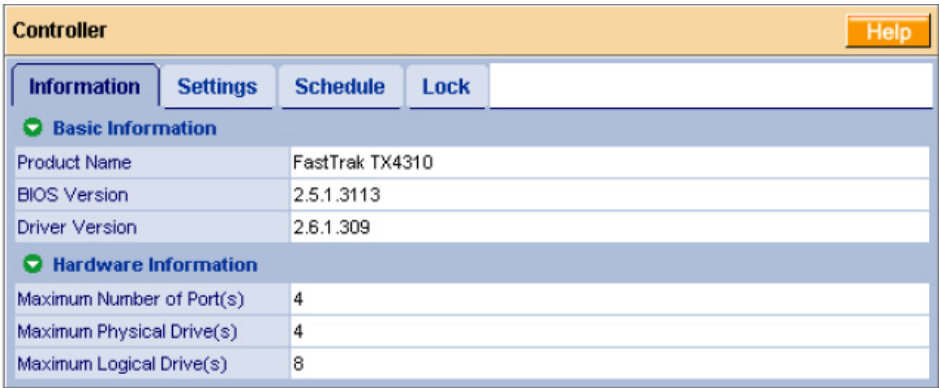 Controller
Help
Information Settings Schedule Lock
Basic Information
Product Name FastTrak TX4310
BIOS Version 2.5.1.3113
Driver Version 2.6.1.309
Hardware Information
Maximum Number of Port(s) 4
Maximum Physical Drive(s) 4
Maximum Logical Drive(s) 8